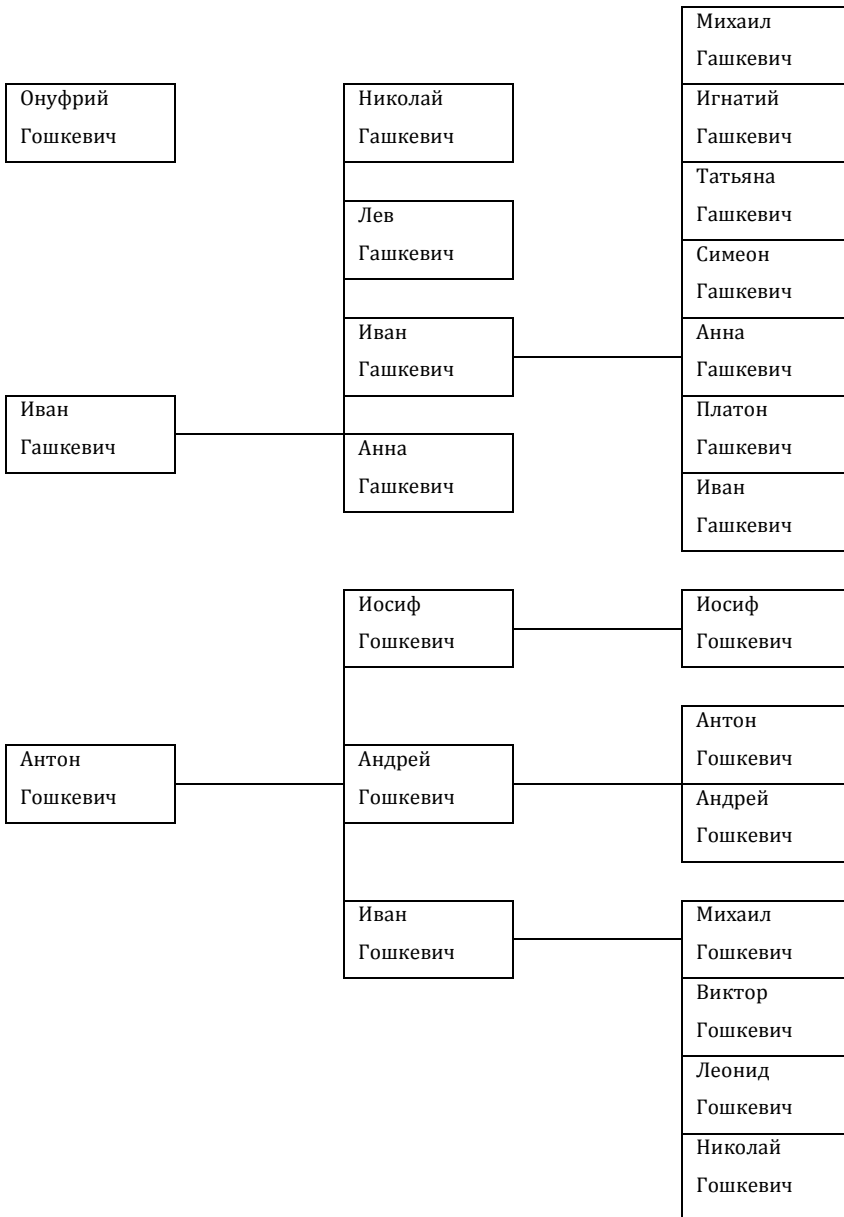 Онуфрий
Гошкевич
Иван
Гашкевич
Антон
Гошкевич
Николай
Гашкевич
Лев
Гашкевич
Иван
Гашкевич
Анна
Гашкевич
Иосиф
Гошкевич
Андрей
Гошкевич
Иван
Гошкевич
Михаил
Гашкевич
Игнатий
Гашкевич
Татьяна
Гашкевич
Симеон
Гашкевич
Анна
Гашкевич
Платон
Гашкевич
Иван
Гашкевич
Иосиф
Гошкевич
Антон
Гошкевич
Андрей
Гошкевич
Михаил
Гошкевич
Виктор
Гошкевич
Леонид
Гошкевич
Николай
Гошкевич